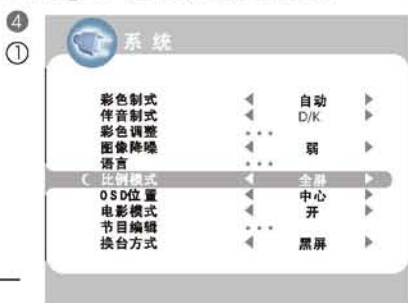 4
①
系统
彩色制式 自动
伴音制式 D/K
彩色调整 ...
图像降噪 弱
语言 ...
比例模式 全屏
OSD位置 中心
电影模式 开
节目编辑 ...
换台方式 黑屏